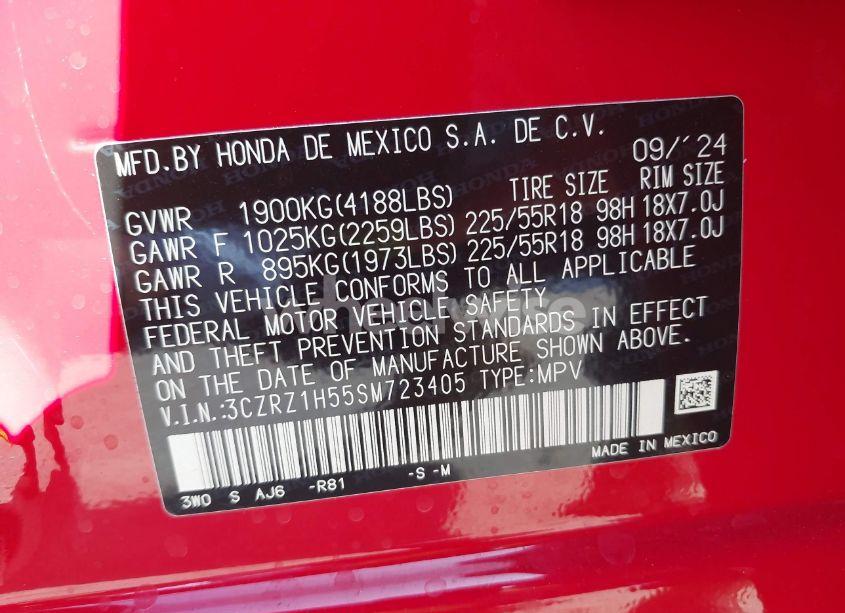 MFD.BY HONDA DE MEXICO S.A. DE C.V. 09/'24
TIRE SIZE RIM SIZE
GVWR 1900KG(4188LBS)
GAWR F 1025KG(2259LBS) 225/55R18 98H 18X7.0J
GAWR R 895KG(1973LBS) 225/55R18 98H 18X7.0J
THIS VEHICLE CONFORMS TO ALL APPLICABLE
FEDERAL MOTOR VEHICLE SAFETY
AND THEFT PREVENTION STANDARDS IN EFFECT
ON THE DATE OF MANUFACTURE SHOWN ABOVE.
V.I.N.:3CZRZ1H55SM723405 TYPE:MPV
3W0 S AJ6 -R81 -S -M
MADE IN MEXICO